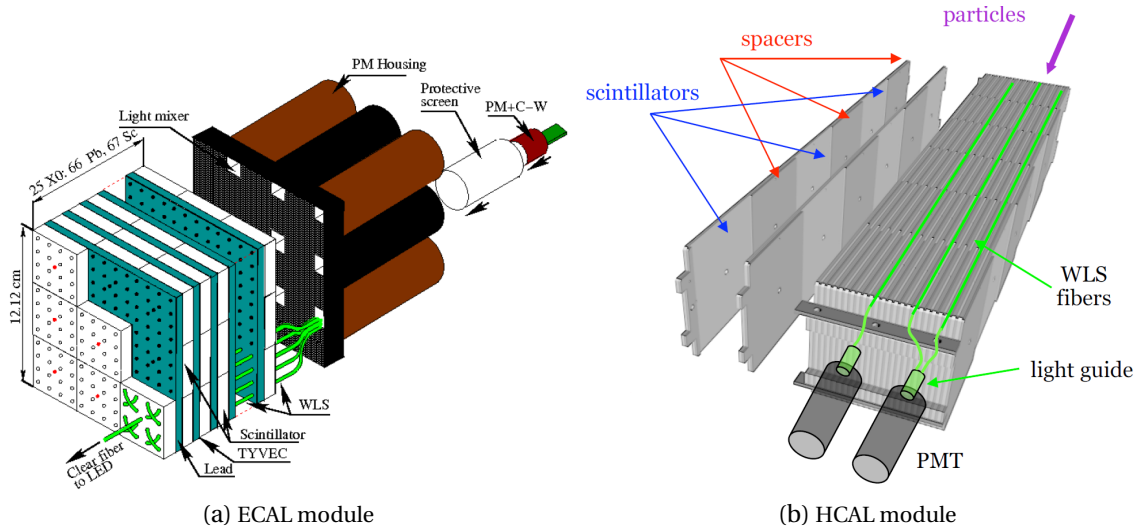 PM Housing
Protective
screen
PM+C-W
Light mixer
25 X0: 66 Pb, 67 Sc
12.12 cm
WLS
Scintillator
TYVEC
Lead
Clear fiber
to LED
(a) ECAL module
particles
spacers
scintillators
WLS
fibers
light guide
PMT
(b) HCAL module